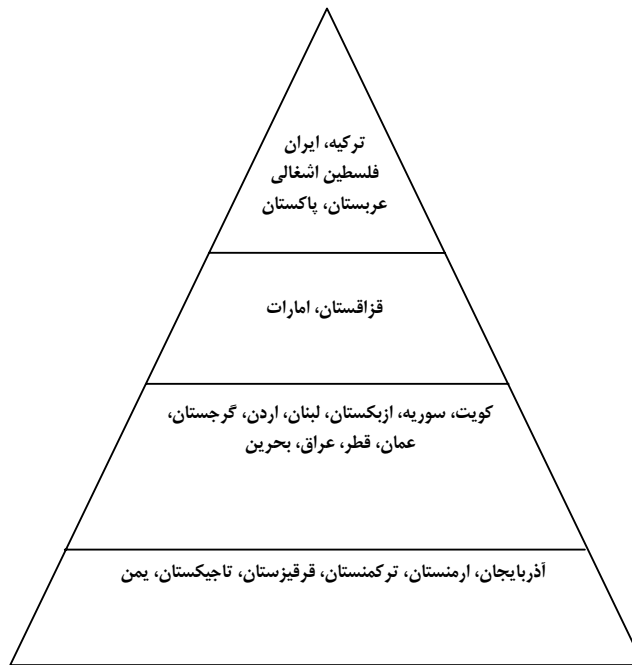 ترکیه، ایران
فلسطین اشغالی
عربستان، پاکستان
قزاقستان، امارات
کویت، سوریه، ازبکستان، لبنان، اردن، گرجستان،
عمان، قطر، عراق، بحرین
آذربایجان، ارمنستان، ترکمنستان، قرقیزستان، تاجیکستان، یمن